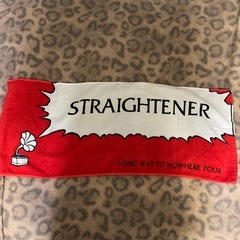 STRAIGHTENER
LONG WAY TO NOWHERE TOUR